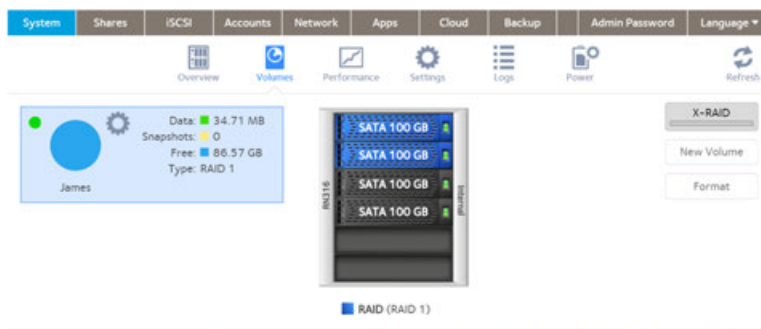 System Shares iSCSI Accounts Network Apps Cloud Backup Admin Password Language
Overview Volumes Performance Settings Logs Power Refresh
Data: 34.71 MB
Snapshots: 0
Free: 86.57 GB
Type: RAID 1
James
RN316
SATA 100 GB
SATA 100 GB
SATA 100 GB
SATA 100 GB
Internal
RAID (RAID 1)
X-RAID
New Volume
Format